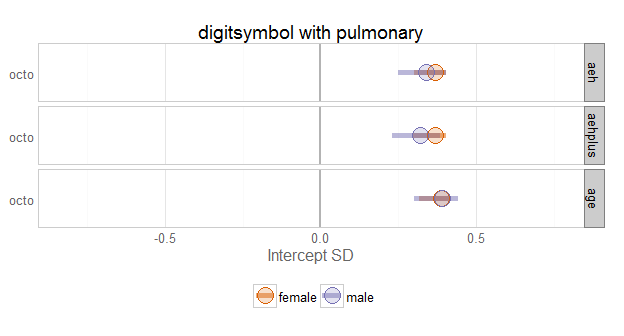 digitsymbol with pulmonary
octo
aeh
octo
aehplus
octo
age
-0.5 0.0 0.5
Intercept SD
female male